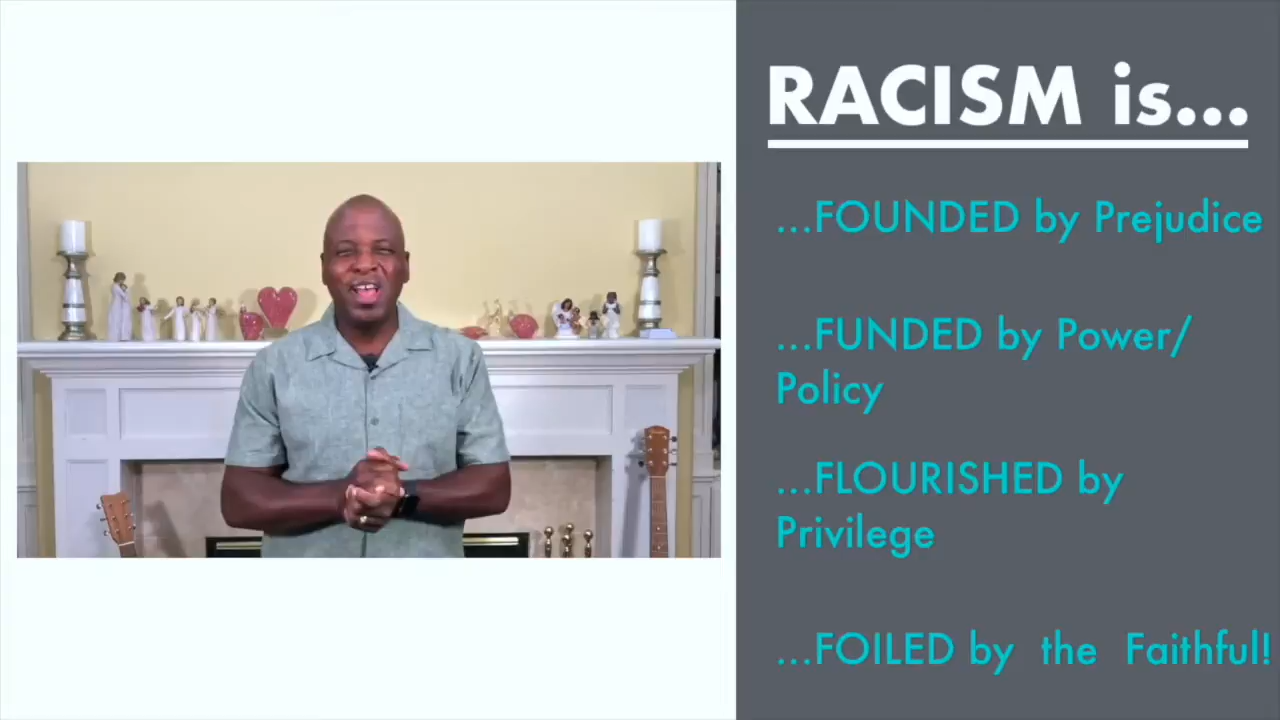 RACISM is...
...FOUNDED by Prejudice
...FUNDED by Power/
Policy
...FLOURISHED by
Privilege
...FOILED by the Faithful!